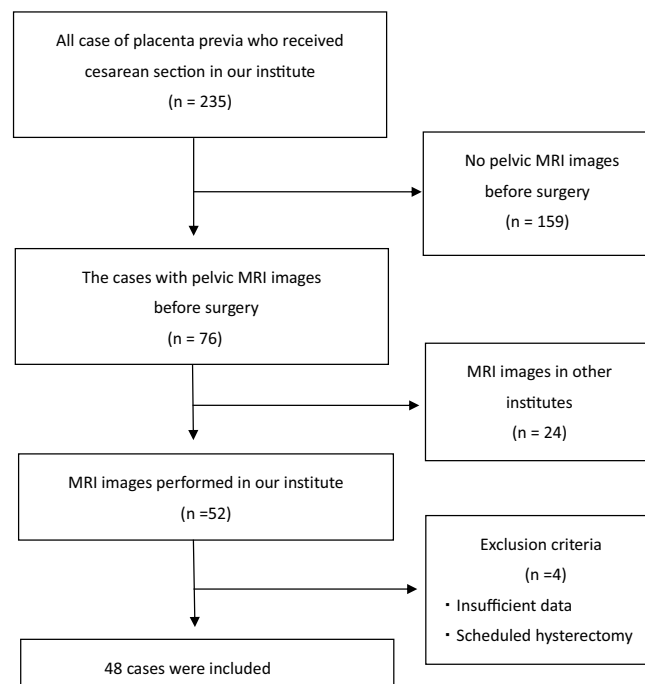 All case of placenta previa who received
cesarean section in our institute
(n = 235)
No pelvic MRI images
before surgery
(n = 159)
The cases with pelvic MRI images
before surgery
(n = 76)
MRI images in other
institutes
(n = 24)
MRI images performed in our institute
(n =52)
Exclusion criteria
(n =4)
・Insufficient data
・Scheduled hysterectomy
48 cases were included